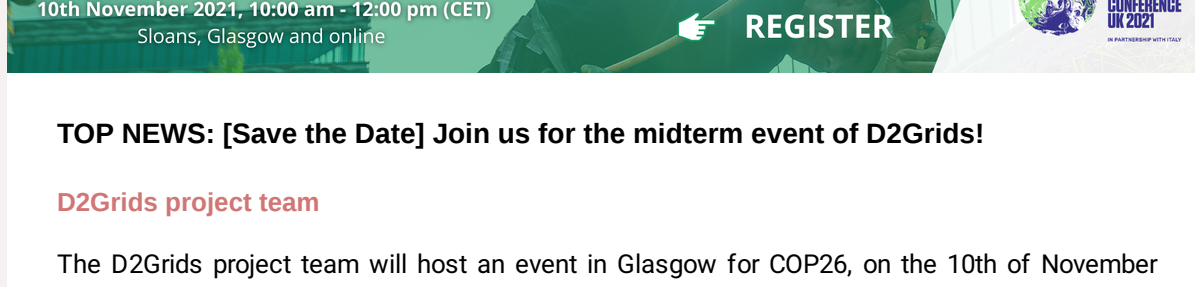 10th November 2021, 10:00 am - 12:00 pm (CET)
Sloans, Glasgow and online
REGISTER
CONFERENCE
UK 2021
IN PARTNERSHIP WITH ITALY
TOP NEWS: [Save the Date] Join us for the midterm event of D2Grids!
D2Grids project team
The D2Grids project team will host an event in Glasgow for COP26, on the 10th of November